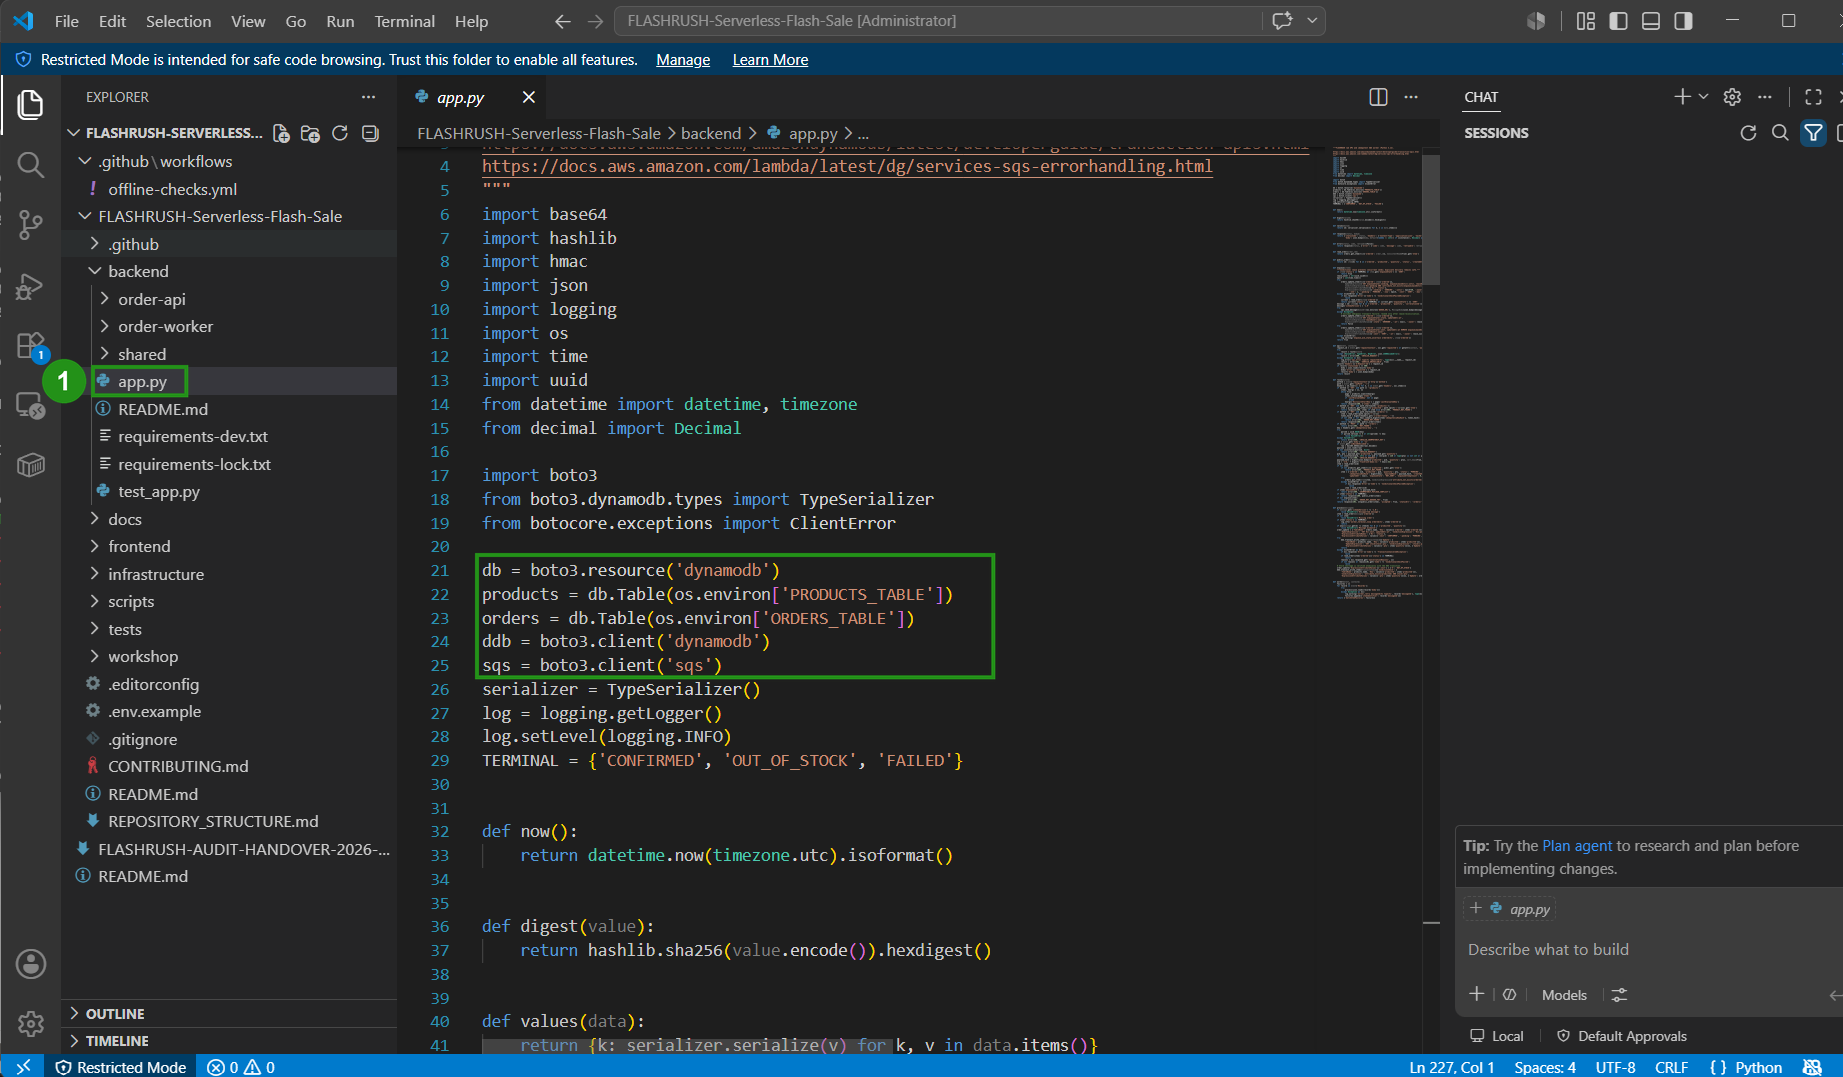 File Edit Selection View Go Run Terminal Help
FLASHRUSH-Serverless-Flash-Sale [Administrator]
Restricted Mode is intended for safe code browsing. Trust this folder to enable all features. Manage Learn More
EXPLORER
FLASHRUSH-SERVERLESS...
.github\workflows
! offline-checks.yml
FLASHRUSH-Serverless-Flash-Sale
.github
backend
order-api
order-worker
shared
1
app.py
README.md
requirements-dev.txt
requirements-lock.txt
test_app.py
docs
frontend
infrastructure
scripts
tests
workshop
.editorconfig
.env.example
.gitignore
CONTRIBUTING.md
README.md
REPOSITORY_STRUCTURE.md
FLASHRUSH-AUDIT-HANDOVER-2026-...
README.md
OUTLINE
TIMELINE
1
app.py
FLASHRUSH-Serverless-Flash-Sale > backend > app.py > ...
4 https://docs.aws.amazon.com/lambda/latest/dg/services-sqs-errorhandling.html
5 """
6 import base64
7 import hashlib
8 import hmac
9 import json
10 import logging
11 import os
12 import time
13 import uuid
14 from datetime import datetime, timezone
15 from decimal import Decimal
16
17 import boto3
18 from boto3.dynamodb.types import TypeSerializer
19 from botocore.exceptions import ClientError
20
21 db = boto3.resource('dynamodb')
22 products = db.Table(os.environ['PRODUCTS_TABLE'])
23 orders = db.Table(os.environ['ORDERS_TABLE'])
24 ddb = boto3.client('dynamodb')
25 sqs = boto3.client('sqs')
26 serializer = TypeSerializer()
27 log = logging.getLogger()
28 log.setLevel(logging.INFO)
29 TERMINAL = {'CONFIRMED', 'OUT_OF_STOCK', 'FAILED'}
30
31
32 def now():
33 return datetime.now(timezone.utc).isoformat()
34
35
36 def digest(value):
37 return hashlib.sha256(value.encode()).hexdigest()
38
39
40 def values(data):
41 return {k: serializer.serialize(v) for k, v in data.items()}
CHAT
SESSIONS
Tip: Try the Plan agent to research and plan before
implementing changes.
app.py
Describe what to build
Models
Local Default Approvals
Restricted Mode 0 0 Ln 227, Col 1 Spaces: 4 UTF-8 CRLF { } Python